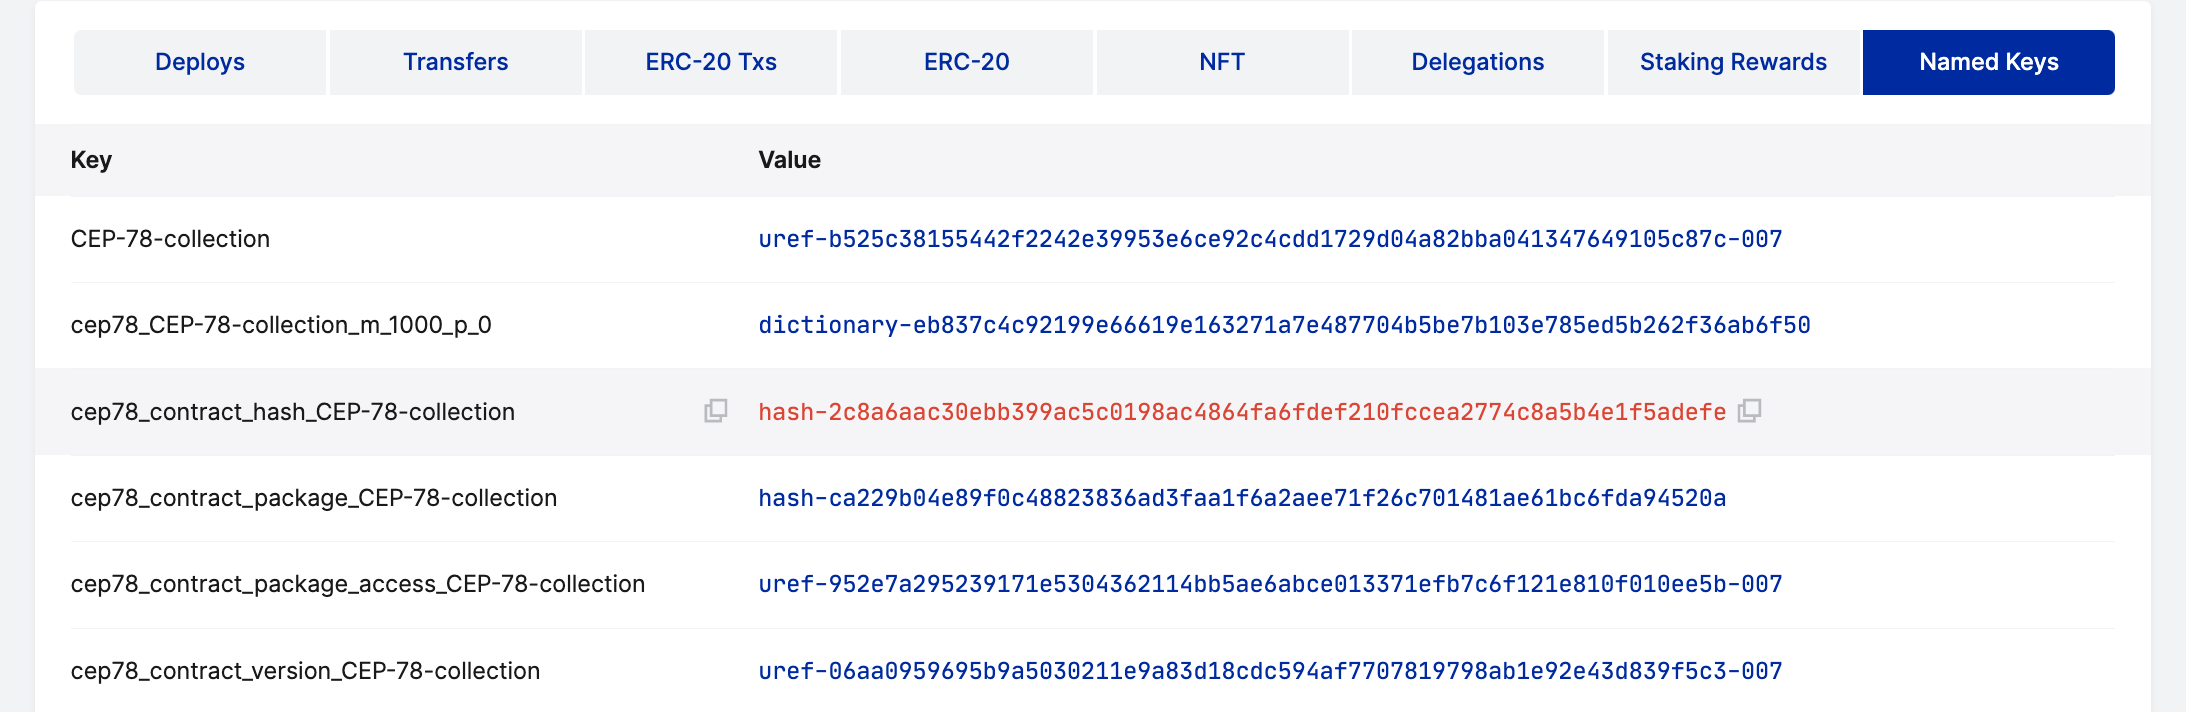 Deploys Transfers ERC-20 Txs ERC-20 NFT Delegations Staking Rewards Named Keys
Key Value
CEP-78-collection uref-b525c38155442f2242e39953e6ce92c4cdd1729d04a82bba041347649105c87c-007
cep78_CEP-78-collection_m_1000_p_0 dictionary-eb837c4c92199e66619e163271a7e487704b5be7b103e785ed5b262f36ab6f50
cep78_contract_hash_CEP-78-collection hash-2c8a6aac30ebb399ac5c0198ac4864fa6fdef210fccea2774c8a5b4e1f5adefe
cep78_contract_package_CEP-78-collection hash-ca229b04e89f0c48823836ad3faa1f6a2aee71f26c701481ae61bc6fda94520a
cep78_contract_package_access_CEP-78-collection uref-952e7a295239171e5304362114bb5ae6abce013371efb7c6f121e810f010ee5b-007
cep78_contract_version_CEP-78-collection uref-06aa0959695b9a5030211e9a83d18cdc594af7707819798ab1e92e43d839f5c3-007